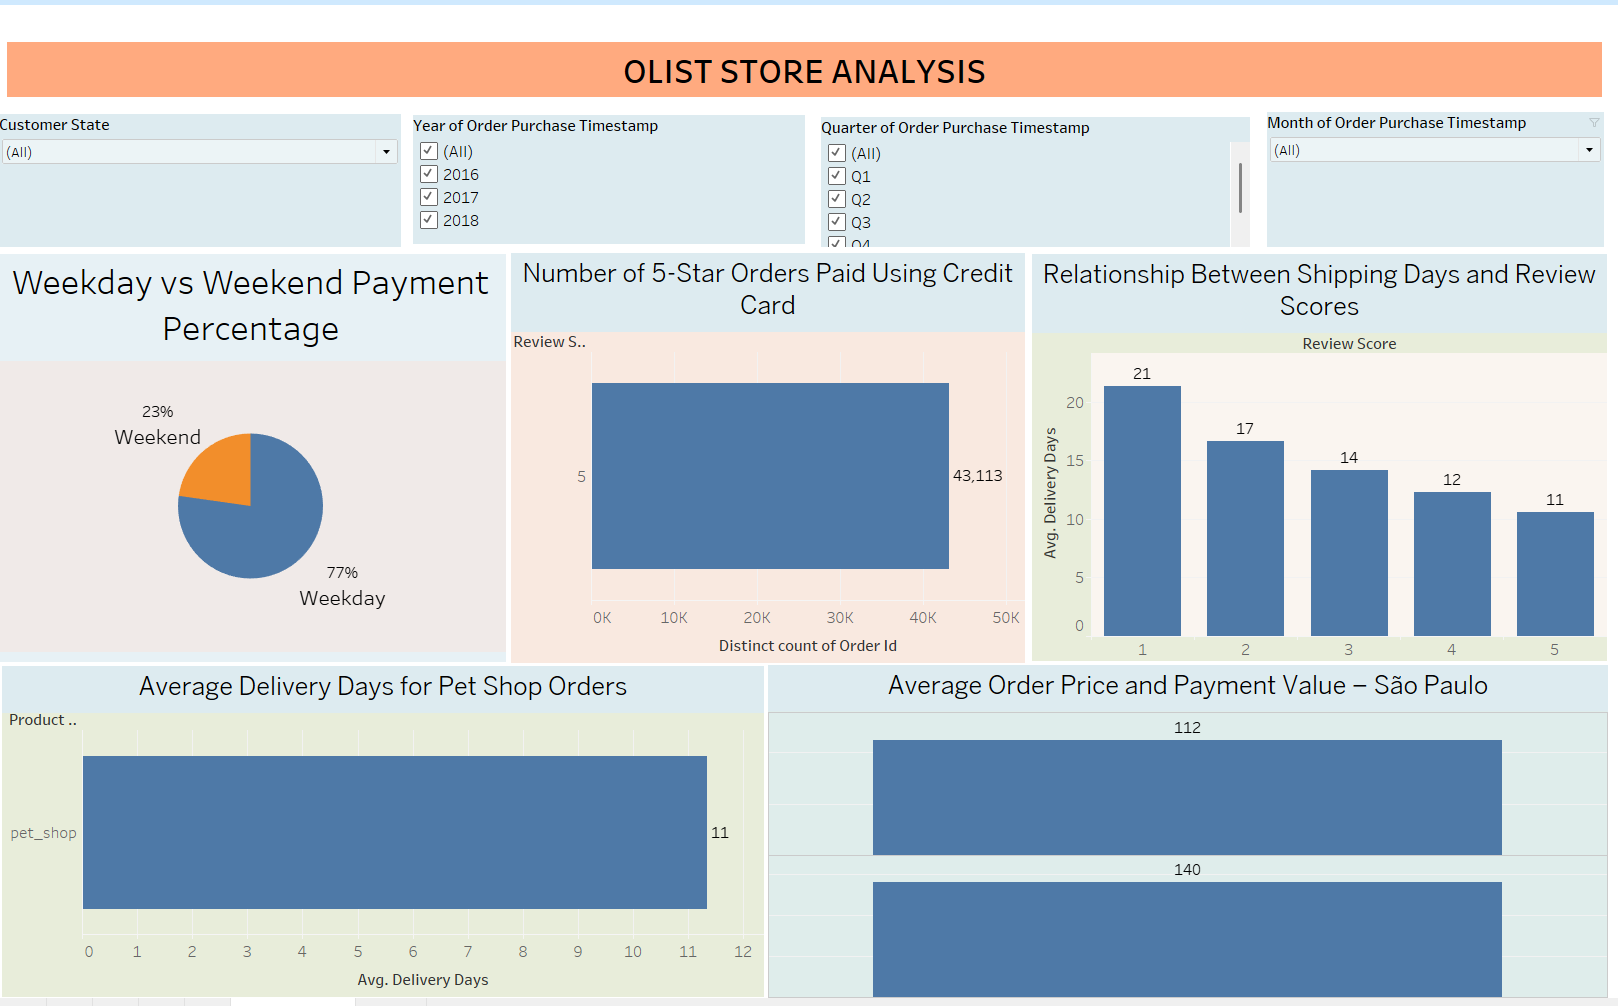 OLIST STORE ANALYSIS
Customer State
(All)
Year of Order Purchase Timestamp
(All)
2016
2017
2018
Quarter of Order Purchase Timestamp
(All)
Q1
Q2
Q3
Q4
Month of Order Purchase Timestamp
(All)
Weekday vs Weekend Payment
Percentage
23%
Weekend
77%
Weekday
Number of 5-Star Orders Paid Using Credit
Card
Review S..
5
43,113
0K 10K 20K 30K 40K 50K
Distinct count of Order Id
Relationship Between Shipping Days and Review
Scores
Review Score
Avg. Delivery Days
20
15
10
5
0
21
17
14
12
11
1 2 3 4 5
Average Delivery Days for Pet Shop Orders
Product ..
pet_shop
11
0 1 2 3 4 5 6 7 8 9 10 11 12
Avg. Delivery Days
Average Order Price and Payment Value – São Paulo
112
140